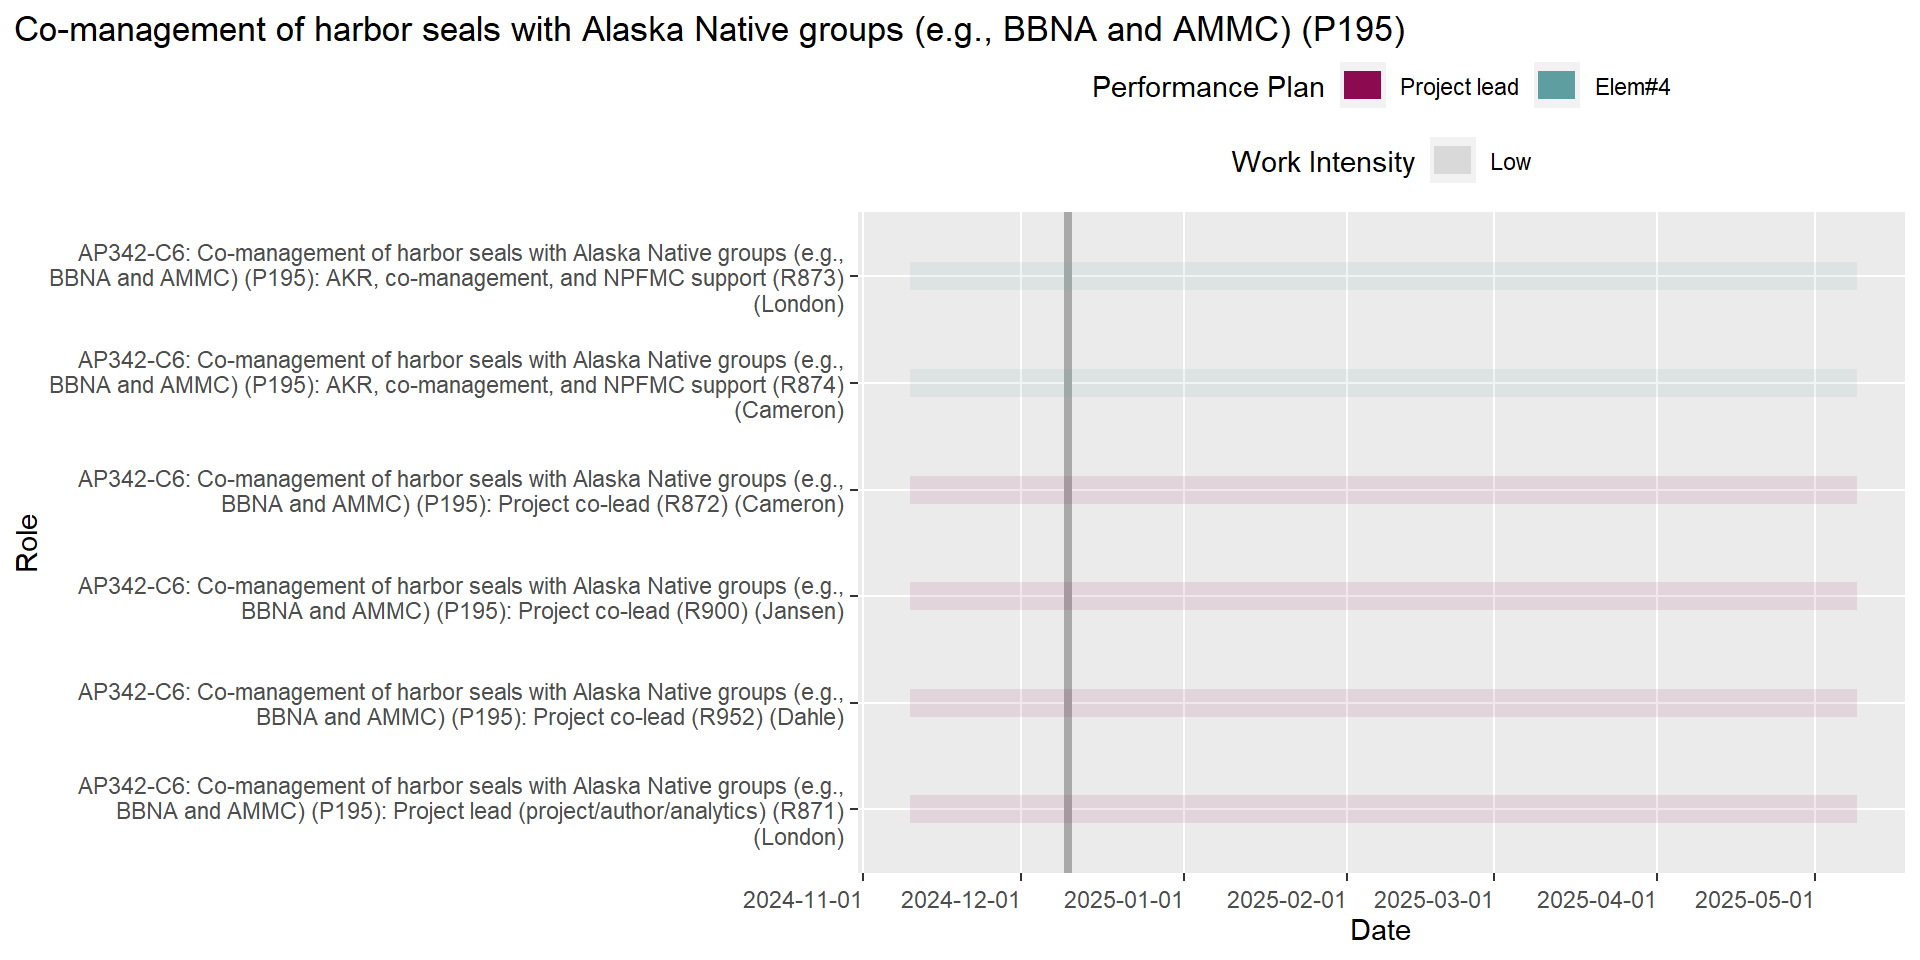 Co-management of harbor seals with Alaska Native groups (e.g., BBNA and AMMC) (P195)
Performance Plan Project lead Elem#4
Work Intensity Low
AP342-C6: Co-management of harbor seals with Alaska Native groups (e.g.,
BBNA and AMMC) (P195): AKR, co-management, and NPFMC support (R873)
(London)
AP342-C6: Co-management of harbor seals with Alaska Native groups (e.g.,
BBNA and AMMC) (P195): AKR, co-management, and NPFMC support (R874)
(Cameron)
AP342-C6: Co-management of harbor seals with Alaska Native groups (e.g.,
BBNA and AMMC) (P195): Project co-lead (R872) (Cameron)
AP342-C6: Co-management of harbor seals with Alaska Native groups (e.g.,
BBNA and AMMC) (P195): Project co-lead (R900) (Jansen)
AP342-C6: Co-management of harbor seals with Alaska Native groups (e.g.,
BBNA and AMMC) (P195): Project co-lead (R952) (Dahle)
AP342-C6: Co-management of harbor seals with Alaska Native groups (e.g.,
BBNA and AMMC) (P195): Project lead (project/author/analytics) (R871)
(London)
Role
2024-11-01 2024-12-01 2025-01-01 2025-02-01 2025-03-01 2025-04-01 2025-05-01
Date